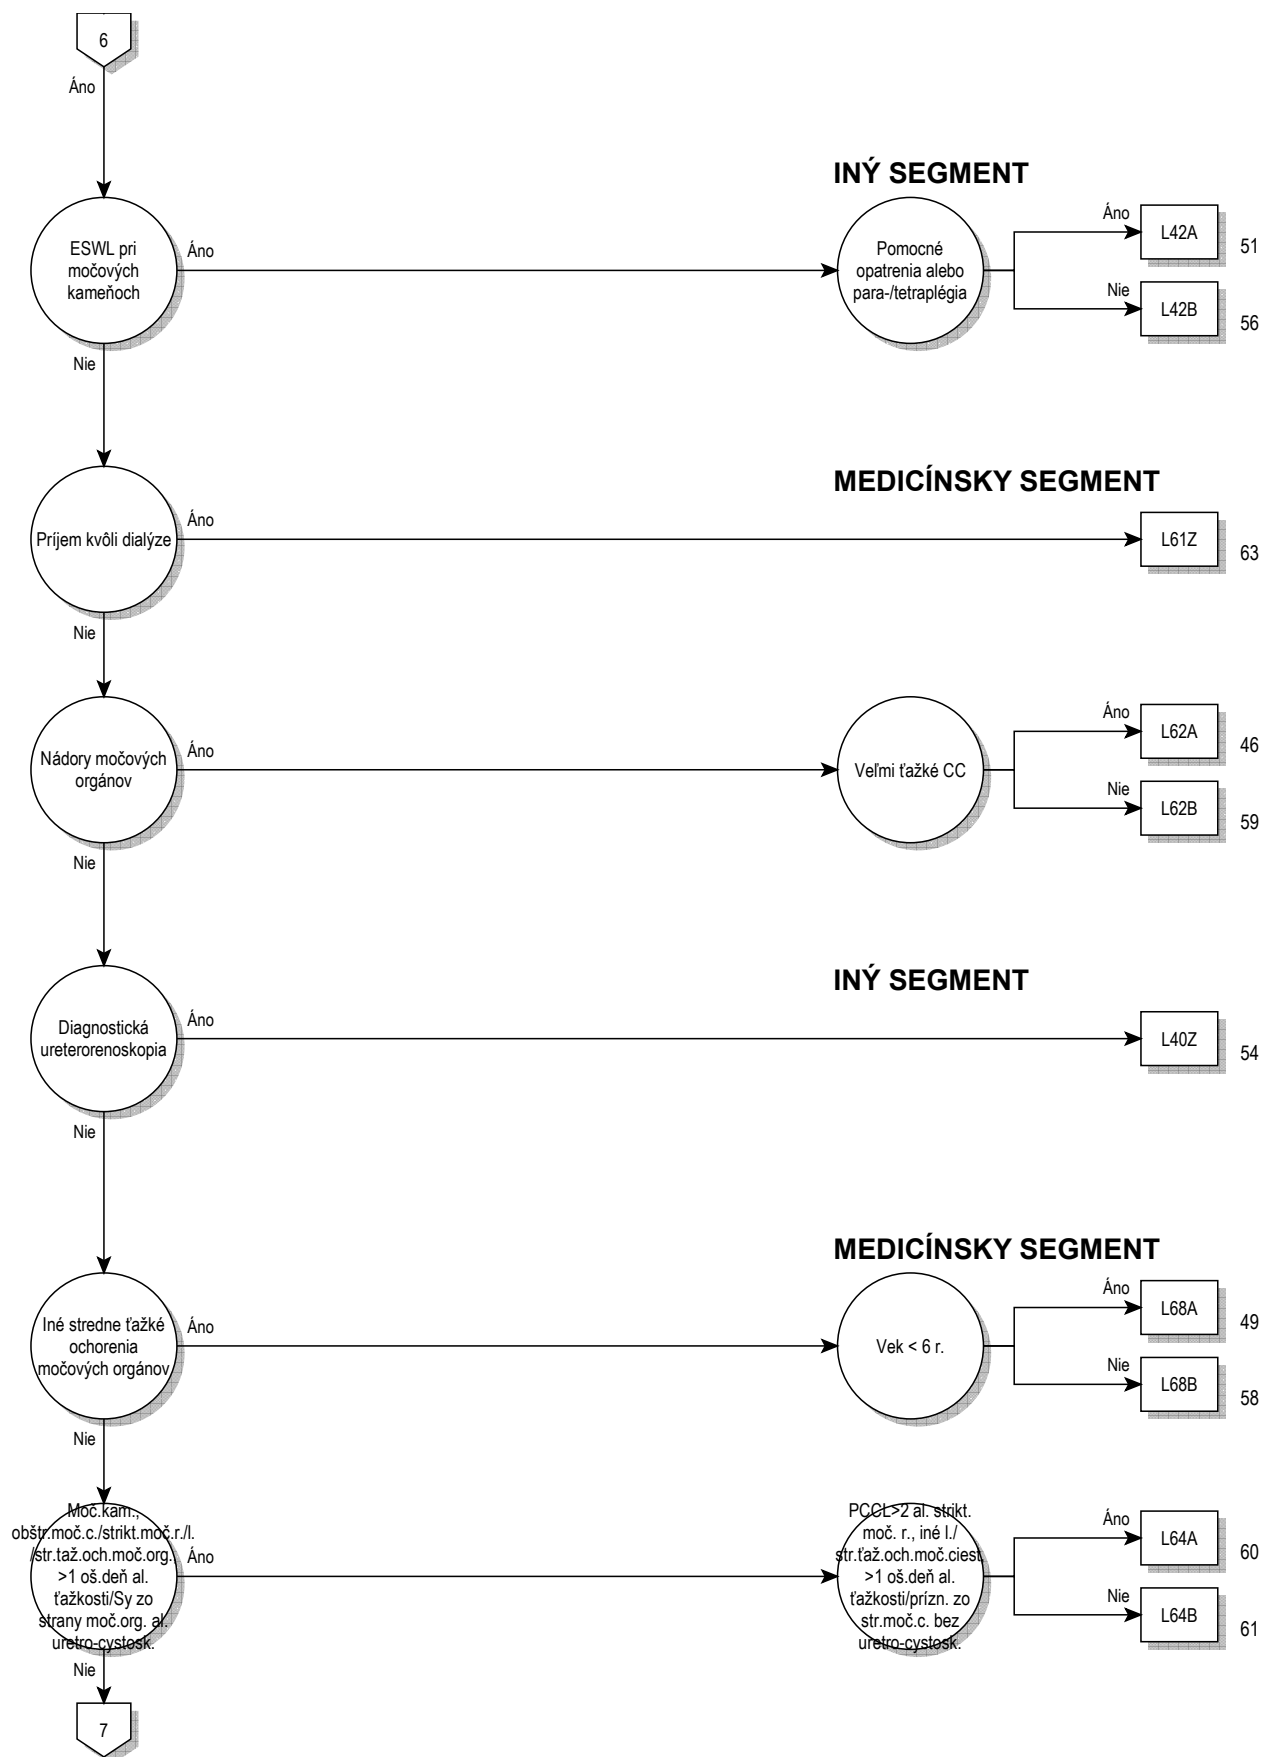 6
Áno
INÝ SEGMENT
ESWL pri
močových
kameňoch
Áno
Pomocné
opatrenia alebo
para-/tetraplégia
Áno
L42A
51
Nie
L42B
56
Nie
MEDICÍNSKY SEGMENT
Príjem kvôli dialýze
Áno
L61Z
63
Nie
Nádory močových
orgánov
Áno
Veľmi ťažké CC
Áno
L62A
46
Nie
L62B
59
Nie
INÝ SEGMENT
Diagnostická
ureterorenoskopia
Áno
L40Z
54
Nie
MEDICÍNSKY SEGMENT
Iné stredne ťažké
ochorenia
močových orgánov
Áno
Vek < 6 r.
Áno
L68A
49
Nie
L68B
58
Nie
Moč.kam.,
obštr.moč.c./strikt.moč.r./l.
/str.taž.och.moč.org.
>1 oš.deň al.
ťažkosti/Sy zo
strany moč.org. al.
uretro-cystosk.
Áno
PCCL>2 al. strikt.
moč. r., iné l./
str.ťaž.och.moč.ciest,
>1 oš.deň al.
ťažkosti/prízn. zo
str.moč.c. bez
uretro-cystosk.
Áno
L64A
60
Nie
L64B
61
Nie
7